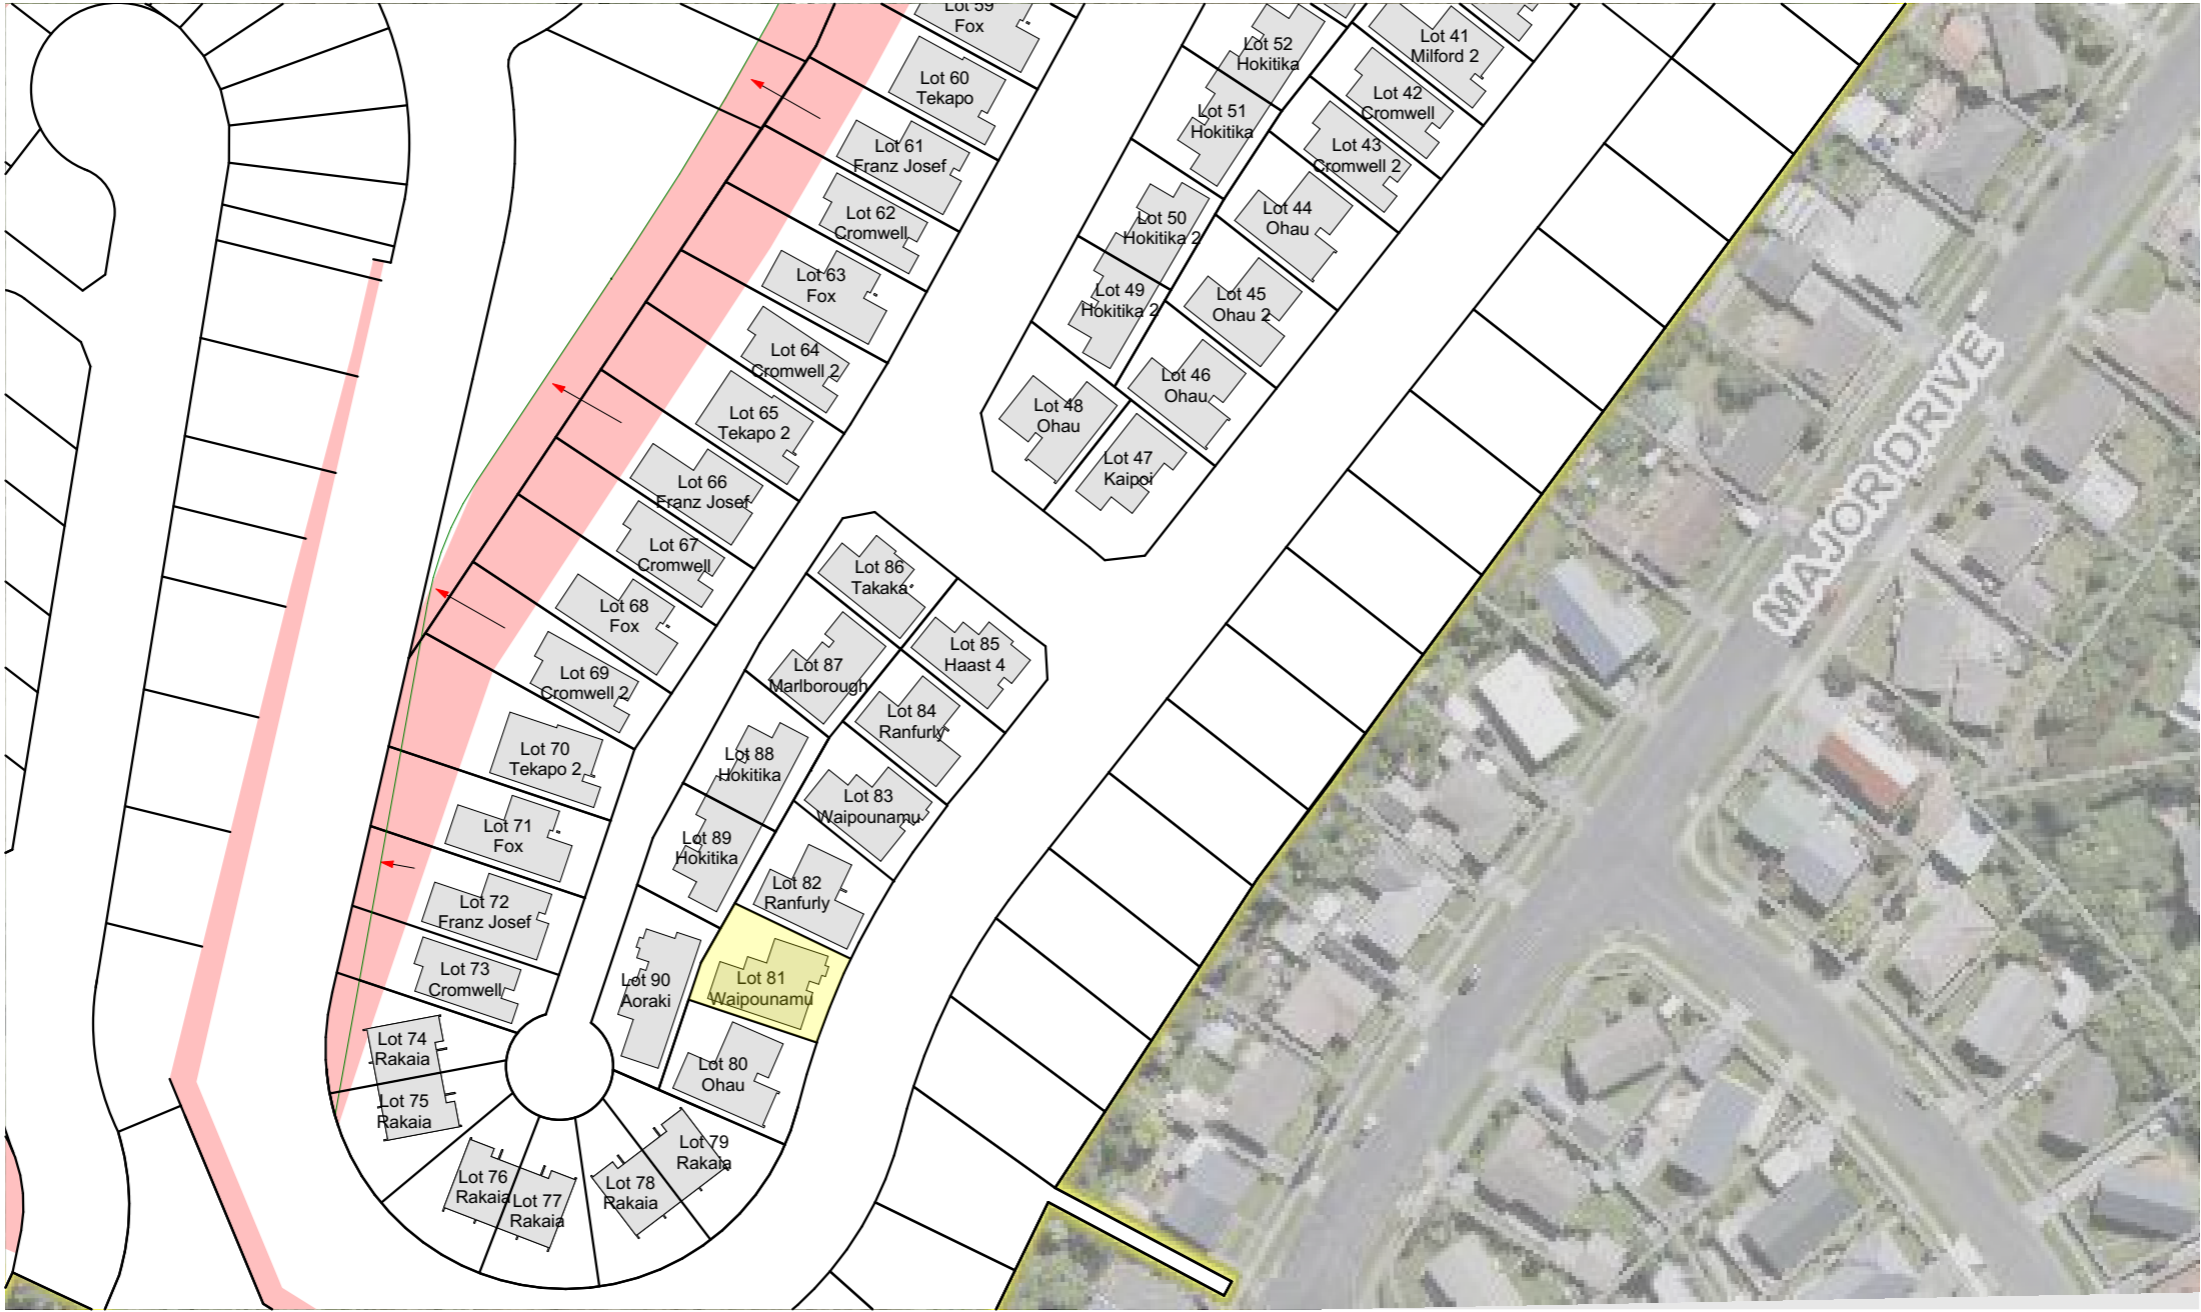 Lot 59
Fox
Lot 60
Tekapo
Lot 61
Franz Josef
Lot 62
Cromwell
Lot 63
Fox
Lot 64
Cromwell 2
Lot 65
Tekapo 2
Lot 66
Franz Josef
Lot 67
Cromwell
Lot 68
Fox
Lot 69
Cromwell 2
Lot 70
Tekapo 2
Lot 71
Fox
Lot 72
Franz Josef
Lot 73
Cromwell
Lot 74
Rakaia
Lot 75
Rakaia
Lot 76
Rakaia
Lot 77
Rakaia
Lot 78
Rakaia
Lot 79
Rakaia
Lot 80
Ohau
Lot 81
Waipounamu
Lot 82
Ranfurly
Lot 83
Waipounamu
Lot 84
Ranfurly
Lot 85
Haast 4
Lot 86
Takaka
Lot 87
Marlborough
Lot 88
Hokitika
Lot 89
Hokitika
Lot 90
Aoraki
Lot 52
Hokitika
Lot 51
Hokitika
Lot 50
Hokitika 2
Lot 49
Hokitika 2
Lot 48
Ohau
Lot 47
Kaipoi
Lot 46
Ohau
Lot 45
Ohau 2
Lot 44
Ohau
Lot 43
Cromwell 2
Lot 42
Cromwell
Lot 41
Milford 2
MAJOR DRIVE